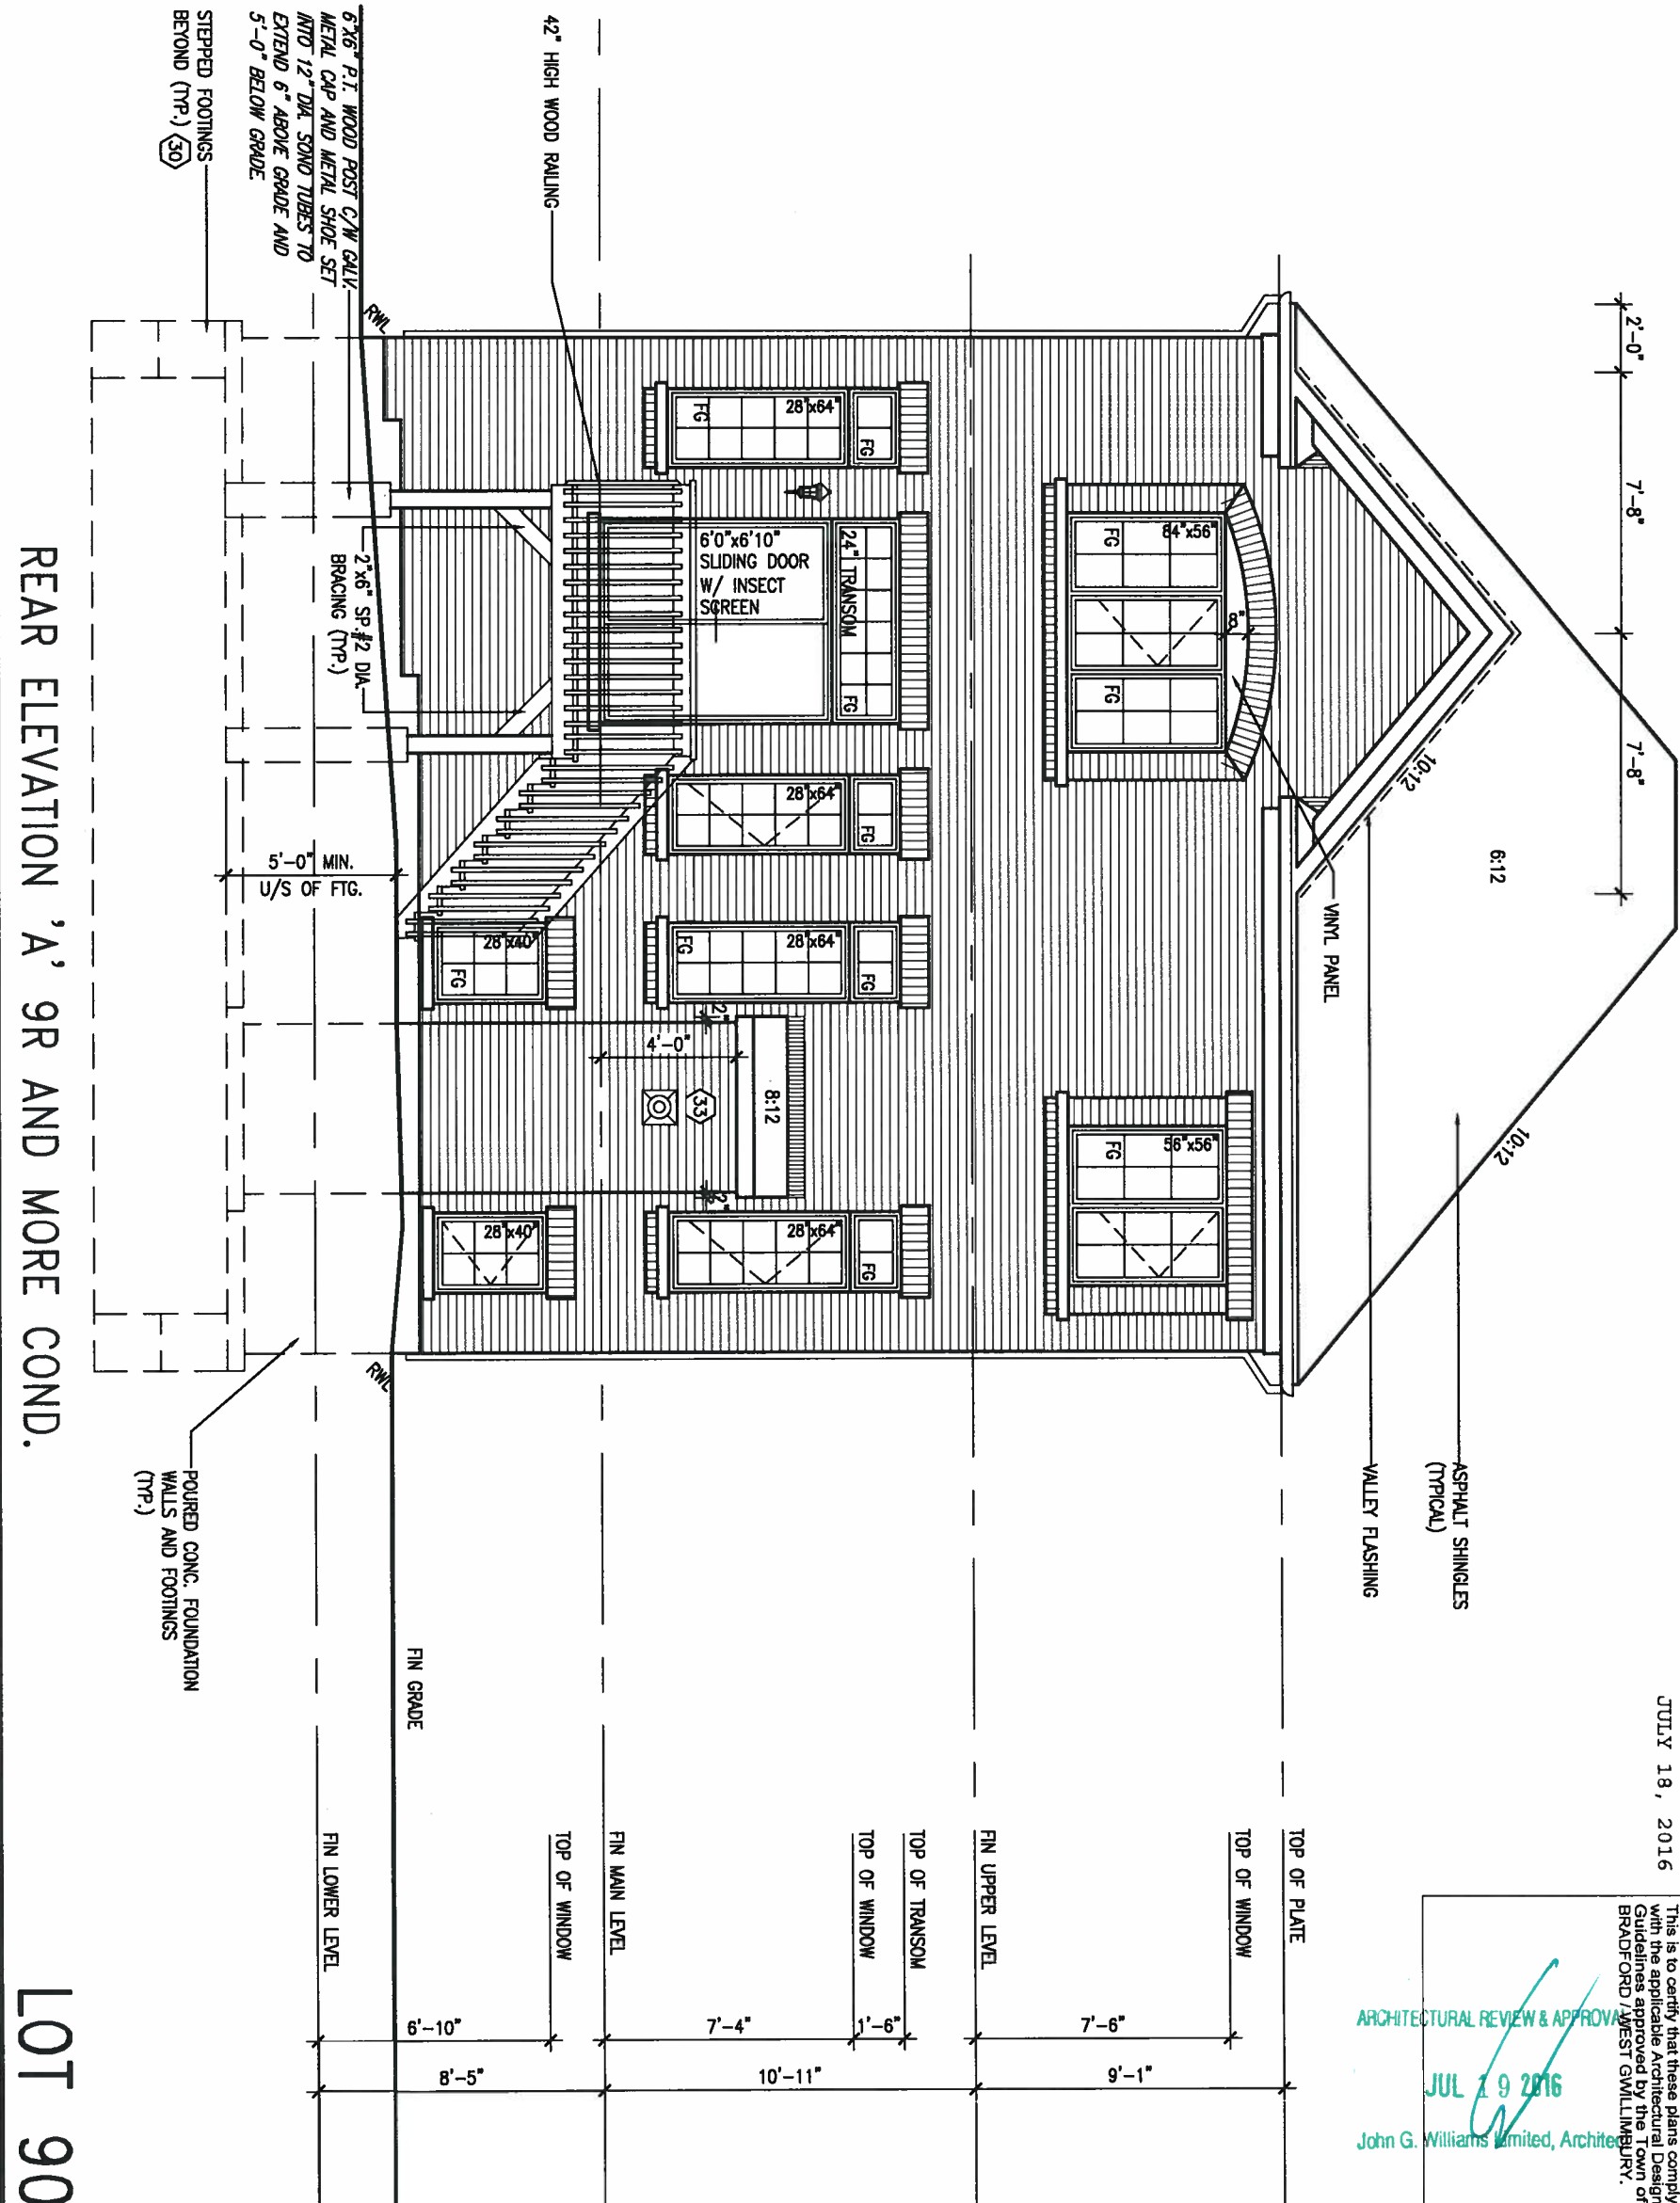 JULY 18, 2016
This is to certify that these plans comply
with the applicable Architectural Design
Guidelines approved by the Town of
BRADFORD / WEST GWILLIMBURY.
ARCHITECTURAL REVIEW & APPROVAL
JUL 19 2016
John G. Williams Limited, Architect
2'-0"
7'-8"
7'-8"
6:12
10:12
10:12
ASPHALT SHINGLES
(TYPICAL)
VALLEY FLASHING
VINYL PANEL
TOP OF PLATE
TOP OF WINDOW
FIN UPPER LEVEL
TOP OF TRANSOM
TOP OF WINDOW
FIN MAIN LEVEL
TOP OF WINDOW
FIN LOWER LEVEL
FIN GRADE
7'-6"
9'-1"
1'-6"
7'-4"
10'-11"
6'-10"
8'-5"
84"x56"
FG
FG
8"
56"x56"
FG
28"x64"
FG
FG
24" TRANSOM
FG
6'0"x6'10"
SLIDING DOOR
W/ INSECT
SCREEN
28"x64"
FG
28"x64"
FG
FG
28"x64"
FG
8:12
2"
2"
4'-0"
33
28"x40"
FG
28"x40"
42" HIGH WOOD RAILING
2"x6" SP.#2 DIA.
BRACING (TYP.)
RWL
RWL
6"X6" P.T. WOOD POST C/W GALV.
METAL CAP AND METAL SHOE SET
INTO 12" DIA. SONO TUBES TO
EXTEND 6" ABOVE GRADE AND
5'-0" BELOW GRADE.
STEPPED FOOTINGS
BEYOND (TYP.) 30
5'-0" MIN.
U/S OF FTG.
POURED CONC. FOUNDATION
WALLS AND FOOTINGS
(TYP.)
REAR ELEVATION 'A' 9R AND MORE COND.
LOT 90